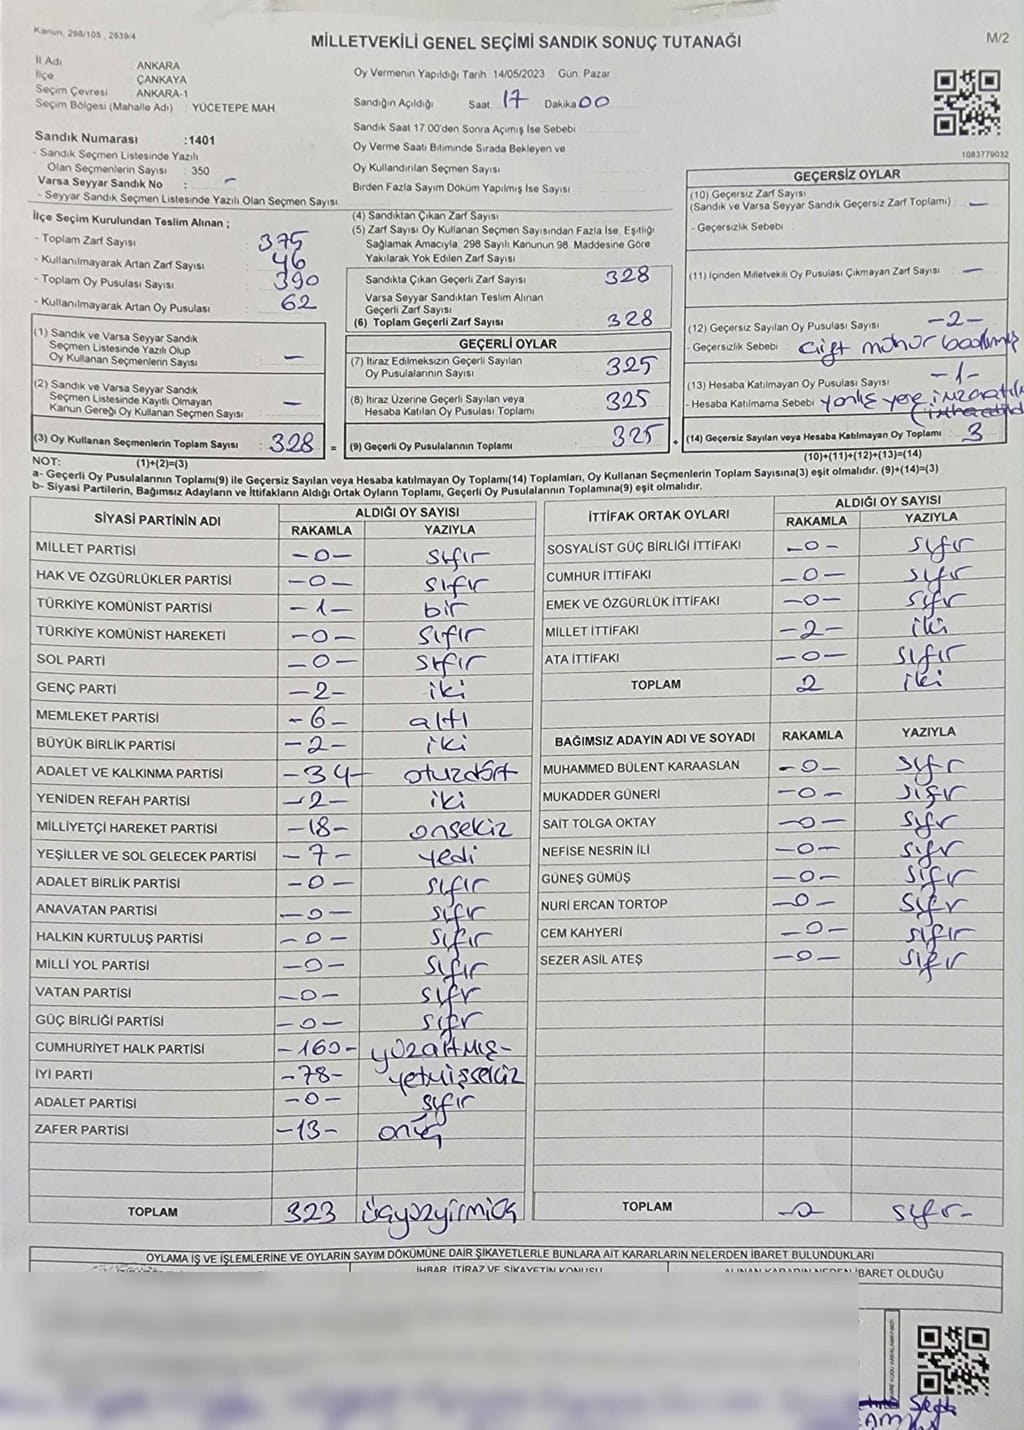 Kanun, 298/105 , 2839/4
MİLLETVEKİLİ GENEL SEÇİMİ SANDIK SONUÇ TUTANAĞI
M/2
İl Adı ANKARA
İlçe ÇANKAYA
Seçim Çevresi ANKARA-1
Seçim Bölgesi (Mahalle Adı) : YÜCETEPE MAH.
Sandık Numarası :1401
- Sandık Seçmen Listesinde Yazılı
Olan Seçmenlerin Sayısı : 350
Varsa Seyyar Sandık No : -
- Seyyar Sandık Seçmen Listesinde Yazılı Olan Seçmen Sayısı
Oy Vermenin Yapıldığı Tarih 14/05/2023 Gün Pazar
Sandığın Açıldığı Saat 17 Dakika 00
Sandık Saat 17.00'den Sonra Açımış İse Sebebi
Oy Verme Saati Bitiminde Sırada Bekleyen ve
Oy Kullandırılan Seçmen Sayısı
Birden Fazla Sayım Döküm Yapılmış İse Sayısı
1083779032
İlçe Seçim Kurulundan Teslim Alınan ;
- Toplam Zarf Sayısı 375
- Kullanılmayarak Artan Zarf Sayısı 46
- Toplam Oy Pusulası Sayısı 390
- Kullanılmayarak Artan Oy Pusulası 62
(1) Sandık ve Varsa Seyyar Sandık
Seçmen Listesinde Yazılı Olup
Oy Kullanan Seçmenlerin Sayısı : -
(2) Sandık ve Varsa Seyyar Sandık
Seçmen Listesinde Kayıtlı Olmayan
Kanun Gereği Oy Kullanan Seçmen Sayısı : -
(3) Oy Kullanan Seçmenlerin Toplam Sayısı : 328 =
(1)+(2)=(3)
(4) Sandıktan Çıkan Zarf Sayısı
(5) Zarf Sayısı Oy Kullanan Seçmen Sayısından Fazla İse, Eşitliği
Sağlamak Amacıyla, 298 Sayılı Kanunun 98. Maddesine Göre
Yakılarak Yok Edilen Zarf Sayısı
Sandıkta Çıkan Geçerli Zarf Sayısı 328
Varsa Seyyar Sandıktan Teslim Alınan
Geçerli Zarf Sayısı
(6) Toplam Geçerli Zarf Sayısı 328
GEÇERLİ OYLAR
(7) İtiraz Edilmeksizin Geçerli Sayılan
Oy Pusulalarının Sayısı 325
(8) İtiraz Üzerine Geçerli Sayılan veya
Hesaba Katılan Oy Pusulası Toplamı 325
(9) Geçerli Oy Pusulalarının Toplamı 325 +
GEÇERSİZ OYLAR
(10) Geçersiz Zarf Sayısı
(Sandık ve Varsa Seyyar Sandık Geçersiz Zarf Toplamı) : -
- Geçersizlik Sebebi
(11) İçinden Milletvekili Oy Pusulası Çıkmayan Zarf Sayısı : -
(12) Geçersiz Sayılan Oy Pusulası Sayısı -2-
- Geçersizlik Sebebi : çift mühür
(13) Hesaba Katılmayan Oy Pusulası Sayısı -1-
- Hesaba Katılmama Sebebi : yere
(14) Geçersiz Sayılan veya Hesaba Katılmayan Oy Toplamı : 3
(10)+(11)+(12)+(13)=(14)
NOT:
a- Geçerli Oy Pusulalarının Toplamı(9) ile Geçersiz Sayılan veya Hesaba Katılmayan Oy Toplamı(14) Toplamları, Oy Kullanan Seçmenlerin Toplam Sayısına(3) eşit olmalıdır. (9)+(14)=(3)
b- Siyasi Partilerin, Bağımsız Adayların ve İttifakların Aldığı Ortak Oyların Toplamı, Geçerli Oy Pusulalarının Toplamına(9) eşit olmalıdır.
SİYASİ PARTİNİN ADI ALDIĞI OY SAYISI
RAKAMLA YAZIYLA
MİLLET PARTİSİ -0- sıfır
HAK VE ÖZGÜRLÜKLER PARTİSİ -0- sıfır
TÜRKİYE KOMÜNİST PARTİSİ -1- bir
TÜRKİYE KOMÜNİST HAREKETİ -0- sıfır
SOL PARTİ -0- sıfır
GENÇ PARTİ -2- iki
MEMLEKET PARTİSİ -6- altı
BÜYÜK BİRLİK PARTİSİ -2- iki
ADALET VE KALKINMA PARTİSİ -34- otuzdört
YENİDEN REFAH PARTİSİ -2- iki
MİLLİYETÇİ HAREKET PARTİSİ -18- onsekiz
YEŞİLLER VE SOL GELECEK PARTİSİ -7- yedi
ADALET BİRLİK PARTİSİ -0- sıfır
ANAVATAN PARTİSİ -0- sıfır
HALKIN KURTULUŞ PARTİSİ -0- sıfır
MİLLİ YOL PARTİSİ -0- sıfır
VATAN PARTİSİ -0- sıfır
GÜÇ BİRLİĞİ PARTİSİ -0- sıfır
CUMHURİYET HALK PARTİSİ -160- yüzaltmış-
İYİ PARTİ -78- yetmişsekiz
ADALET PARTİSİ -0- sıfır
ZAFER PARTİSİ -13- onüç
TOPLAM 323 üçyüzyirmiüç
İTTİFAK ORTAK OYLARI ALDIĞI OY SAYISI
RAKAMLA YAZIYLA
SOSYALİST GÜÇ BİRLİĞİ İTTİFAKI -0- sıfır
CUMHUR İTTİFAKI -0- sıfır
EMEK VE ÖZGÜRLÜK İTTİFAKI -0- sıfır
MİLLET İTTİFAKI -2- iki
ATA İTTİFAKI -0- sıfır
TOPLAM 2 iki
BAĞIMSIZ ADAYIN ADI VE SOYADI RAKAMLA YAZIYLA
MUHAMMED BÜLENT KARAASLAN -0- sıfır
MUKADDER GÜNERİ -0- sıfır
SAİT TOLGA OKTAY -0- sıfır
NEFİSE NESRİN İLİ -0- sıfır
GÜNEŞ GÜMÜŞ -0- sıfır
NURİ ERCAN TORTOP -0- sıfır
CEM KAHYERİ -0- sıfır
SEZER ASİL ATEŞ -0- sıfır
TOPLAM -0- sıfır-
OYLAMA İŞ VE İŞLEMLERİNE VE OYLARIN SAYIM DÖKÜMÜNE DAİR ŞİKAYETLERLE BUNLARA AİT KARARLARIN NELERDEN İBARET BULUNDUKLARI
İHBAR, İTİRAZ VE ŞİKAYETİN KONUSU
ALINAN KARARIN NEDEN İBARET OLDUĞU